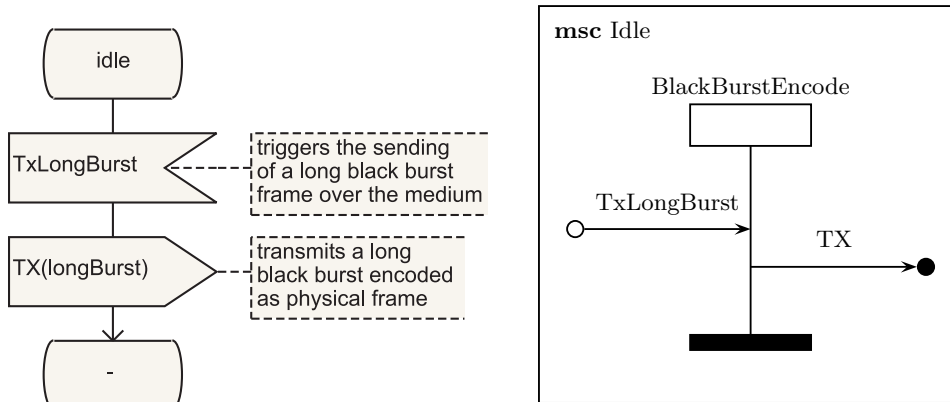 idle
TxLongBurst
triggers the sending
of a long black burst
frame over the medium
TX(longBurst)
transmits a long
black burst encoded
as physical frame
-
msc Idle
BlackBurstEncode
TxLongBurst
TX